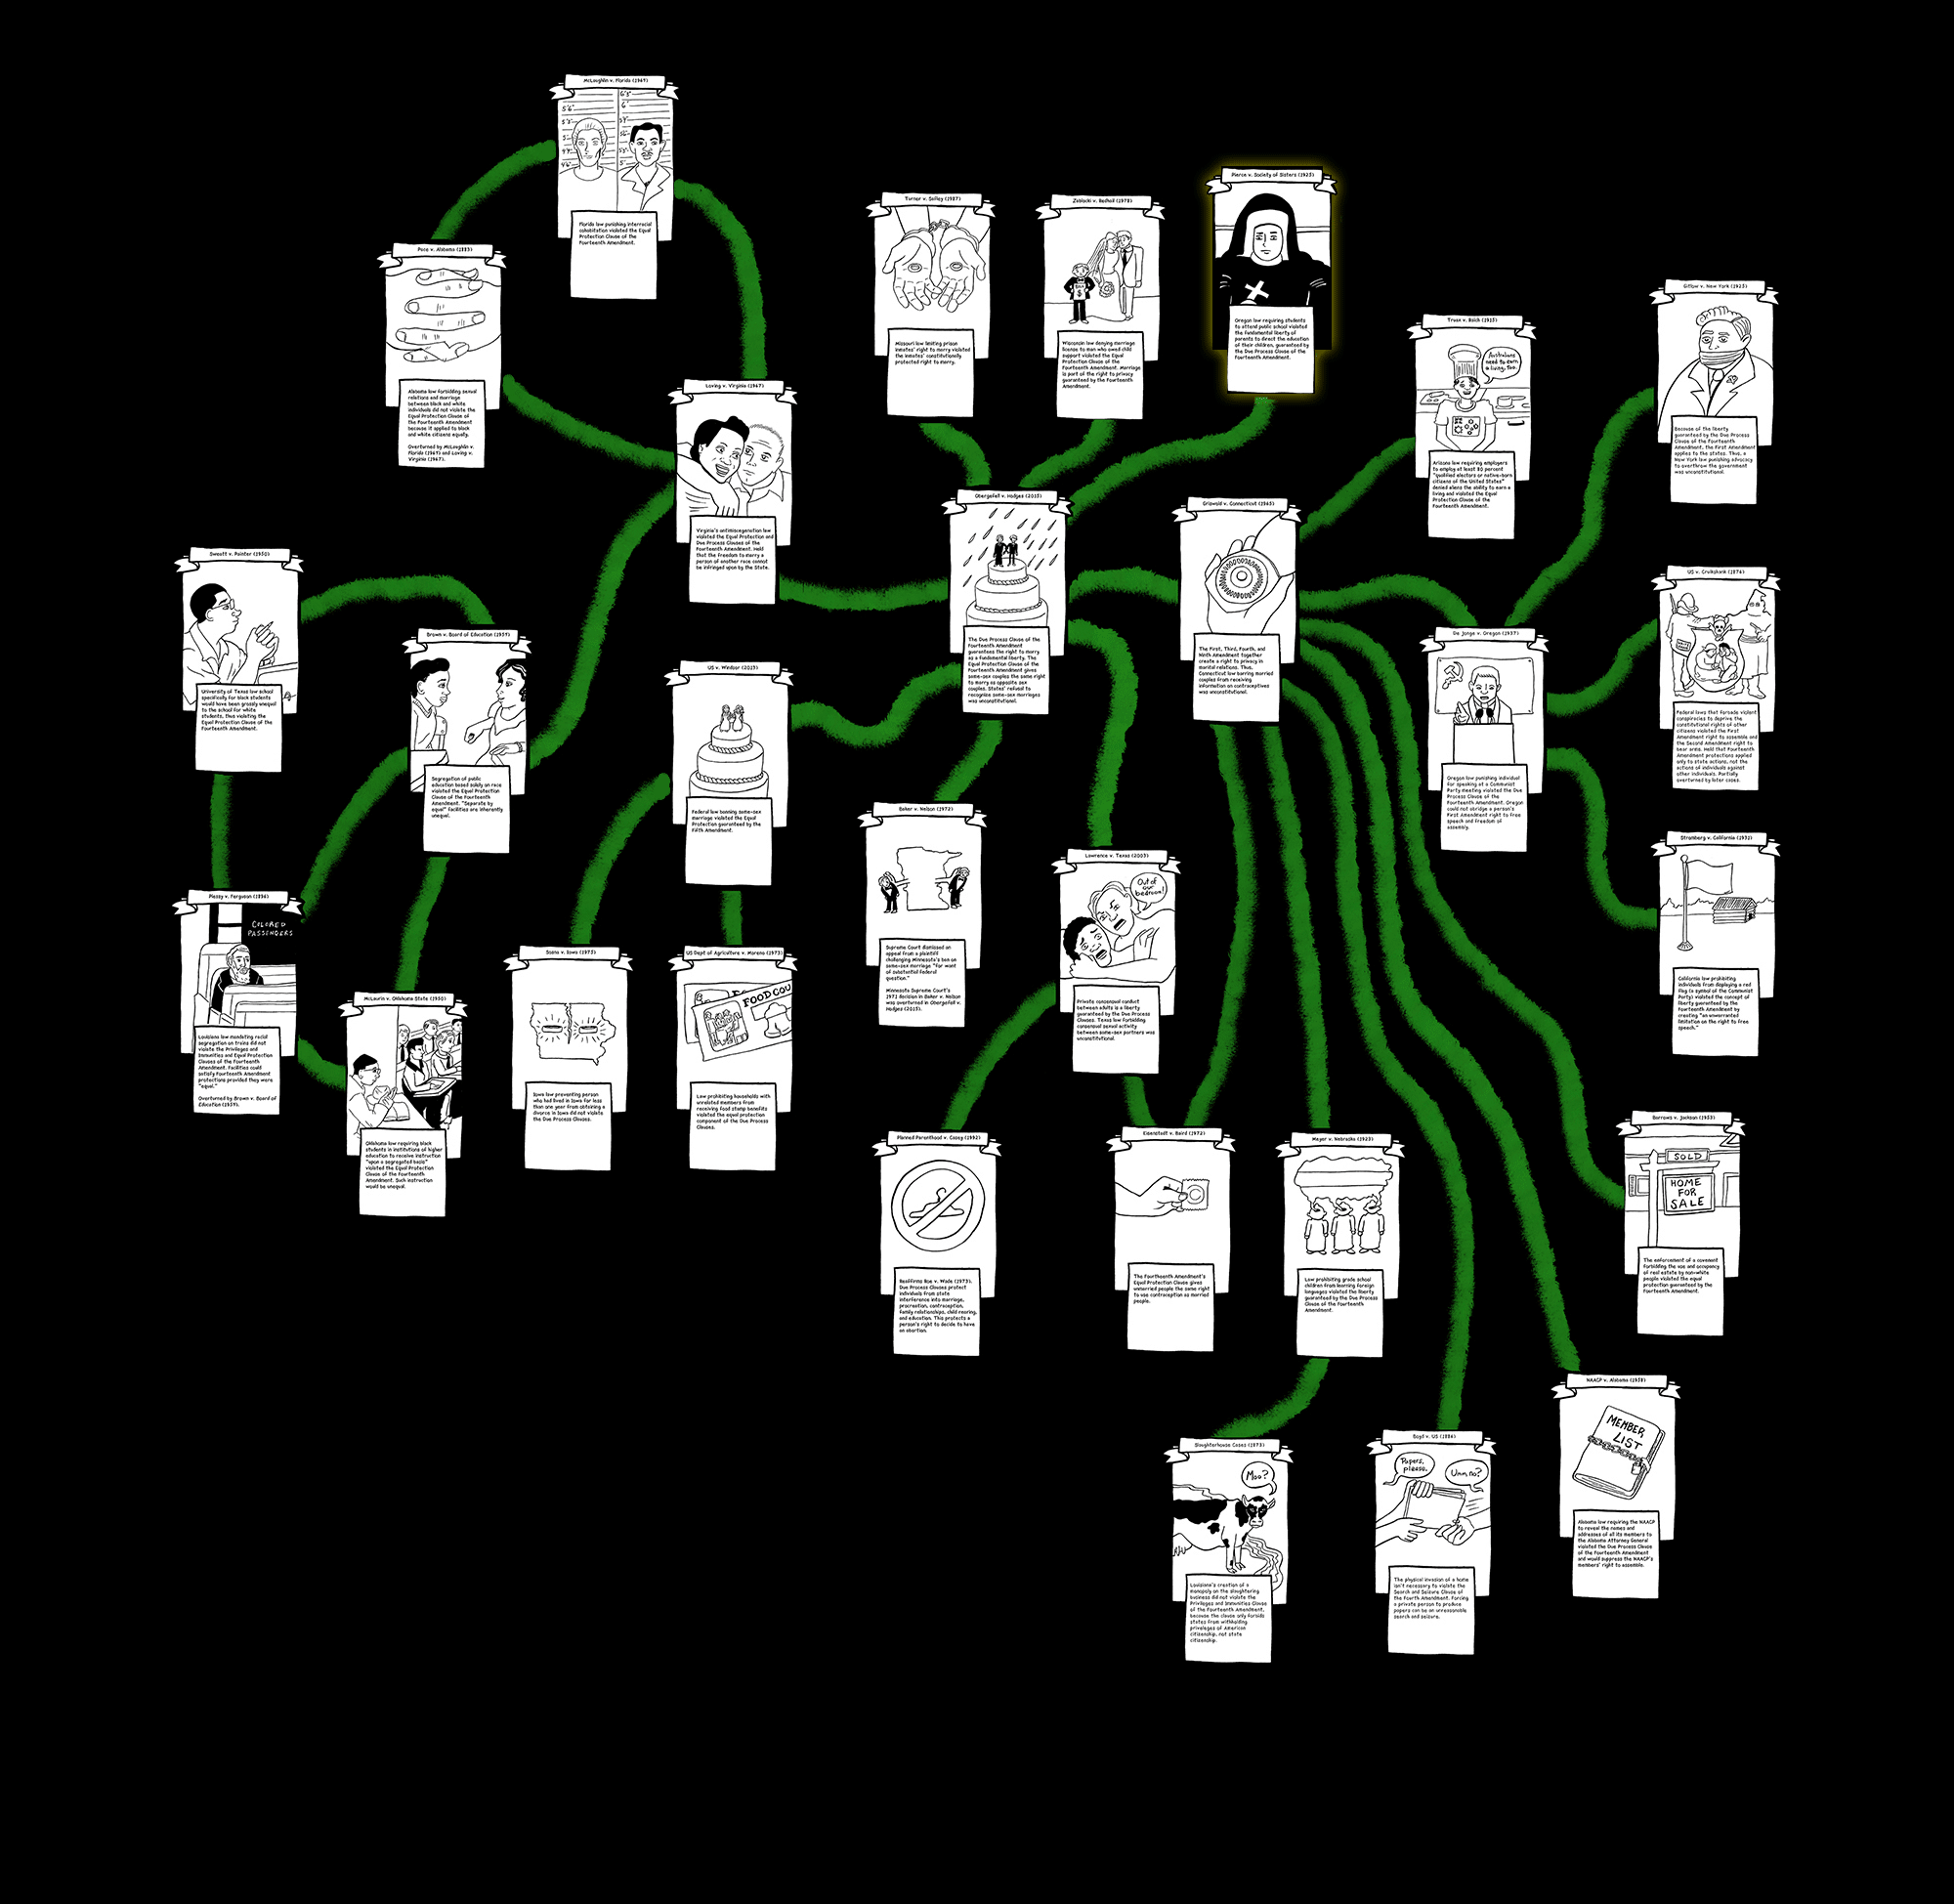 McLaughlin v. Florida (1964)
5'6"
6'3"
6'
Florida law punishing interracial
cohabitation violated the Equal
Protection Clause of the
Fourteenth Amendment.
Pace v. Alabama (1883)
Alabama law forbidding sexual
relations and marriage
between black and white
individuals did not violate the
Equal Protection Clause of
the Fourteenth Amendment
because it applied to black
and white citizens equally.
Overturned by McLaughlin v.
Florida (1964) and Loving v.
Virginia (1967).
Turner v. Safley (1987)
Missouri law limiting prison
inmates' right to marry violated
the inmates' constitutionally
protected right to marry.
Zablocki v. Redhail (1978)
Wisconsin law denying marriage
license to men who owed child
support violated the Equal
Protection Clause of the
Fourteenth Amendment. Marriage
is part of the right to privacy
guaranteed by the Fourteenth
Amendment.
Pierce v. Society of Sisters (1925)
Oregon law requiring students
to attend public school violated
the fundamental liberty of
parents to direct the education
of their children, guaranteed by
the Due Process Clause of the
Fourteenth Amendment.
Truax v. Raich (1915)
Australians
need to earn
a living, too.
Arizona law requiring employers
to employ at least 80 percent
"qualified electors or native-born
citizens of the United States"
denied aliens the ability to earn a
living and violated the Equal
Protection Clause of the
Fourteenth Amendment.
Gitlow v. New York (1925)
Because of the liberty
guaranteed by the Due Process
Clause of the Fourteenth
Amendment, the First Amendment
applies to the states. Thus, a
New York law punishing advocacy
to overthrow the government
was unconstitutional.
Loving v. Virginia (1967)
Virginia's antimiscegenation law
violated the Equal Protection and
Due Process Clauses of the
Fourteenth Amendment. Held
that the freedom to marry a
person of another race cannot
be infringed upon by the State.
Obergefell v. Hodges (2015)
The Due Process Clause of the
Fourteenth Amendment
guarantees the right to marry
as a fundamental liberty. The
Equal Protection Clause of the
Fourteenth Amendment gives
same-sex couples the same right
to marry as opposite sex
couples. States' refusal to
recognize same-sex marriages
was unconstitutional.
Griswold v. Connecticut (1965)
The First, Third, Fourth, and
Ninth Amendment together
create a right to privacy in
marital relations. Thus,
Connecticut law barring married
couples from receiving
information on contraceptives
was unconstitutional.
Sweatt v. Painter (1950)
University of Texas law school
specifically for black students
would have been grossly unequal
to the school for white
students, thus violating the
Equal Protection Clause of the
Fourteenth Amendment.
Brown v. Board of Education (1954)
Segregation of public
education based solely on race
violated the Equal Protection
Clause of the Fourteenth
Amendment. "Separate by
equal" facilities are inherently
unequal.
US v. Windsor (2013)
Federal law banning same-sex
marriage violated the Equal
Protection guaranteed by the
Fifth Amendment.
De Jonge v. Oregon (1937)
Oregon law punishing individual
for speaking at a Communist
Party meeting violated the Due
Process Clause of the
Fourteenth Amendment. Oregon
could not abridge a person's
First Amendment right to free
speech and freedom of
assembly.
US v. Cruikshank (1876)
Federal laws that forbade violent
conspiracies to deprive the
constitutional rights of other
citizens violated the First
Amendment right to assemble and
the Second Amendment right to
bear arms. Held that Fourteenth
Amendment protections applied
only to state actions, not the
actions of individuals against
other individuals. Partially
overturned by later cases.
Stromberg v. California (1931)
California law prohibiting
individuals from displaying a red
flag (a symbol of the Communist
Party) violated the concept of
liberty guaranteed by the
Fourteenth Amendment by
creating "an unwarranted
limitation on the right to free
speech."
Plessy v. Ferguson (1896)
COLORED
PASSENGERS
Louisiana law mandating racial
segregation on trains did not
violate the Privileges and
Immunities and Equal Protection
Clauses of the Fourteenth
Amendment. Facilities could
satisfy Fourteenth Amendment
protections provided they were
"equal."
Overturned by Brown v. Board of
Education (1954).
McLaurin v. Oklahoma State (1950)
Oklahoma law requiring black
students in institutions of higher
education to receive instruction
"upon a segregated basis"
violated the Equal Protection
Clause of the Fourteenth
Amendment. Such instruction
would be unequal.
Sosna v. Iowa (1975)
Iowa law preventing person
who had lived in Iowa for less
than one year from obtaining a
divorce in Iowa did not violate
the Due Process Clauses.
US Dept of Agriculture v. Moreno (1973)
FOOD COU
Law prohibiting households with
unrelated members from
receiving food stamp benefits
violated the equal protection
component of the Due Process
Clauses.
Baker v. Nelson (1972)
Supreme Court dismissed an
appeal from a plaintiff
challenging Minnesota's ban on
same-sex marriage "for want
of substantial federal
question."
Minnesota Supreme Court's
1971 decision in Baker v. Nelson
was overturned in Obergefell v.
Hodges (2015).
Lawrence v. Texas (2003)
Out of
our
bedroom!
Private consensual conduct
between adults is a liberty
guaranteed by the Due Process
Clauses. Texas law forbidding
consensual sexual activity
between same-sex partners was
unconstitutional.
Planned Parenthood v. Casey (1992)
Reaffirms Roe v. Wade (1973).
Due Process Clauses protect
individuals from state
interference into marriage,
procreation, contraception,
family relationships, child rearing,
and education. This protects a
person's right to decide to have
an abortion.
Eisenstadt v. Baird (1972)
The Fourthteenth Amendment's
Equal Protection Clause gives
unmarried people the same right
to use contraception as married
people.
Meyer v. Nebraska (1923)
Law prohibiting grade school
children from learning foreign
languages violated the liberty
guaranteed by the Due Process
Clause of the Fourteenth
Amendment.
Barrows v. Jackson (1953)
SOLD
HOME
FOR
SALE
The enforcement of a covenant
forbidding the use and occupancy
of real estate by non-white
people violated the equal
protection guaranteed by the
Fourteenth Amendment.
Slaughterhouse Cases (1873)
Moo?
Louisiana's creation of a
monopoly on the slaughtering
business did not violate the
Privileges and Immunities Clause
of the Fourteenth Amendment,
because the clause only forbids
states from withholding
privileges of American
citizenship, not state
citizenship.
Boyd v. US (1886)
Papers,
please.
Umm, no?
The physical invasion of a home
isn't necessary to violate the
Search and Seizure Clause of
the Fourth Amendment. Forcing
a private person to produce
papers can be an unreasonable
search and seizure.
NAACP v. Alabama (1958)
MEMBER
LIST
Alabama law requiring the NAACP
to reveal the names and
addresses of all its members to
the Alabama Attorney General
violated the Due Process Clause
of the Fourteenth Amendment
and would suppress the NAACP's
members' right to assemble.